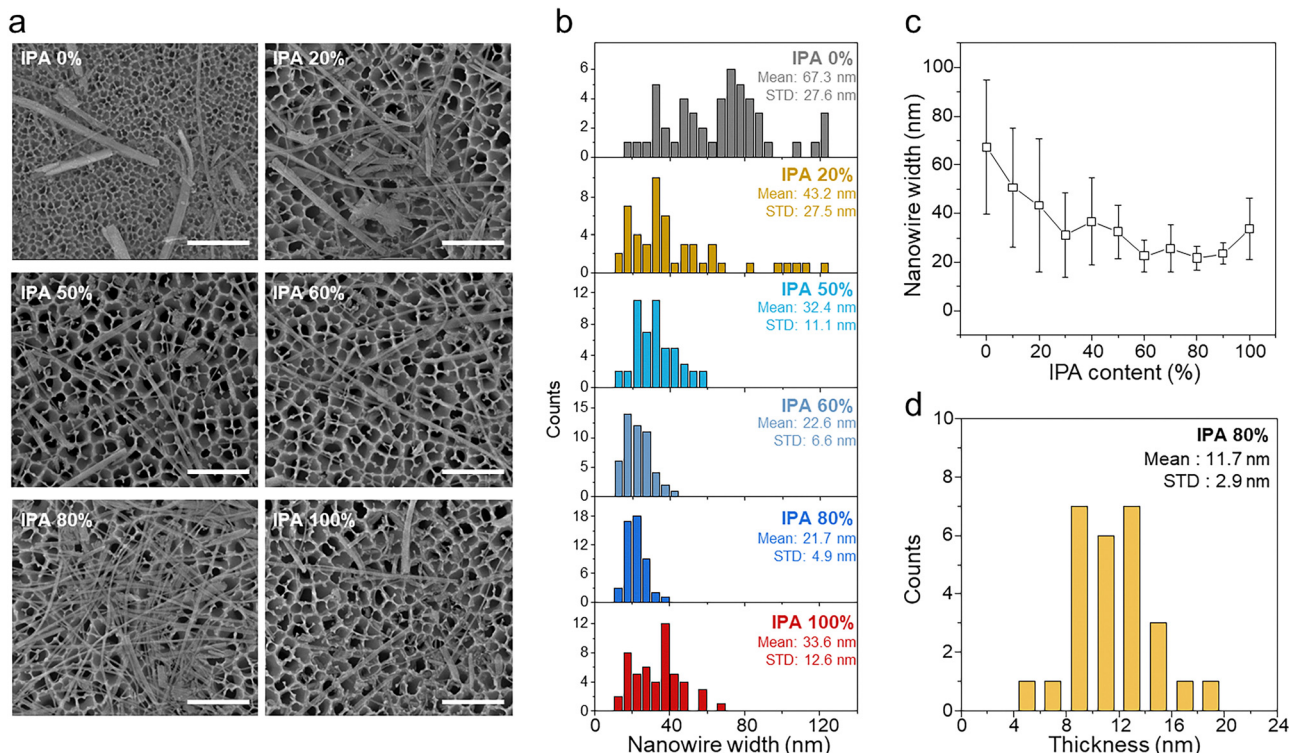 a
IPA 0%
IPA 20%
IPA 50%
IPA 60%
IPA 80%
IPA 100%
b
IPA 0%
Mean: 67.3 nm
STD: 27.6 nm
6
4
2
0
IPA 20%
Mean: 43.2 nm
STD: 27.5 nm
8
4
0
IPA 50%
Mean: 32.4 nm
STD: 11.1 nm
12
8
4
0
IPA 60%
Mean: 22.6 nm
STD: 6.6 nm
15
10
5
0
IPA 80%
Mean: 21.7 nm
STD: 4.9 nm
18
12
6
0
IPA 100%
Mean: 33.6 nm
STD: 12.6 nm
12
8
4
0
Counts
0 40 80 120
Nanowire width (nm)
c
100
80
60
40
20
0
Nanowire width (nm)
0 20 40 60 80 100
IPA content (%)
d
IPA 80%
Mean : 11.7 nm
STD : 2.9 nm
10
8
6
4
2
0
Counts
0 4 8 12 16 20 24
Thickness (nm)